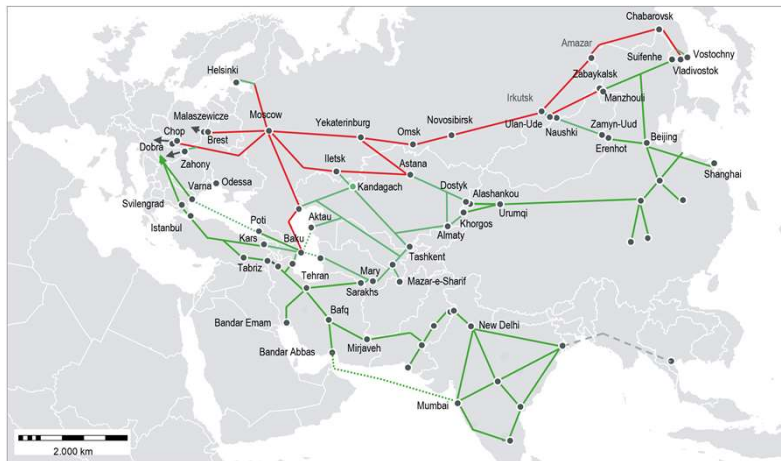 Chabarovsk
Amazar
Suifenhe
Vostochny
Vladivostok
Helsinki
Zabaykalsk
Manzhouli
Malaszewicze
Moscow
Irkutsk
Chop
Brest
Yekaterinburg
Omsk
Novosibirsk
Ulan-Ude
Naushki
Zamyn-Uud
Beijing
Dobra
Zahony
Iletsk
Astana
Erenhot
Shanghai
Varna
Odessa
Kandagach
Dostyk
Alashankou
Svilengrad
Poti
Aktau
Khorgos
Urumqi
Istanbul
Kars
Baku
Almaty
Tashkent
Tabriz
Tehran
Mary
Mazar-e-Sharif
Sarakhs
Bandar Emam
Bafq
New Delhi
Bandar Abbas
Mirjaveh
Mumbai
2.000 km